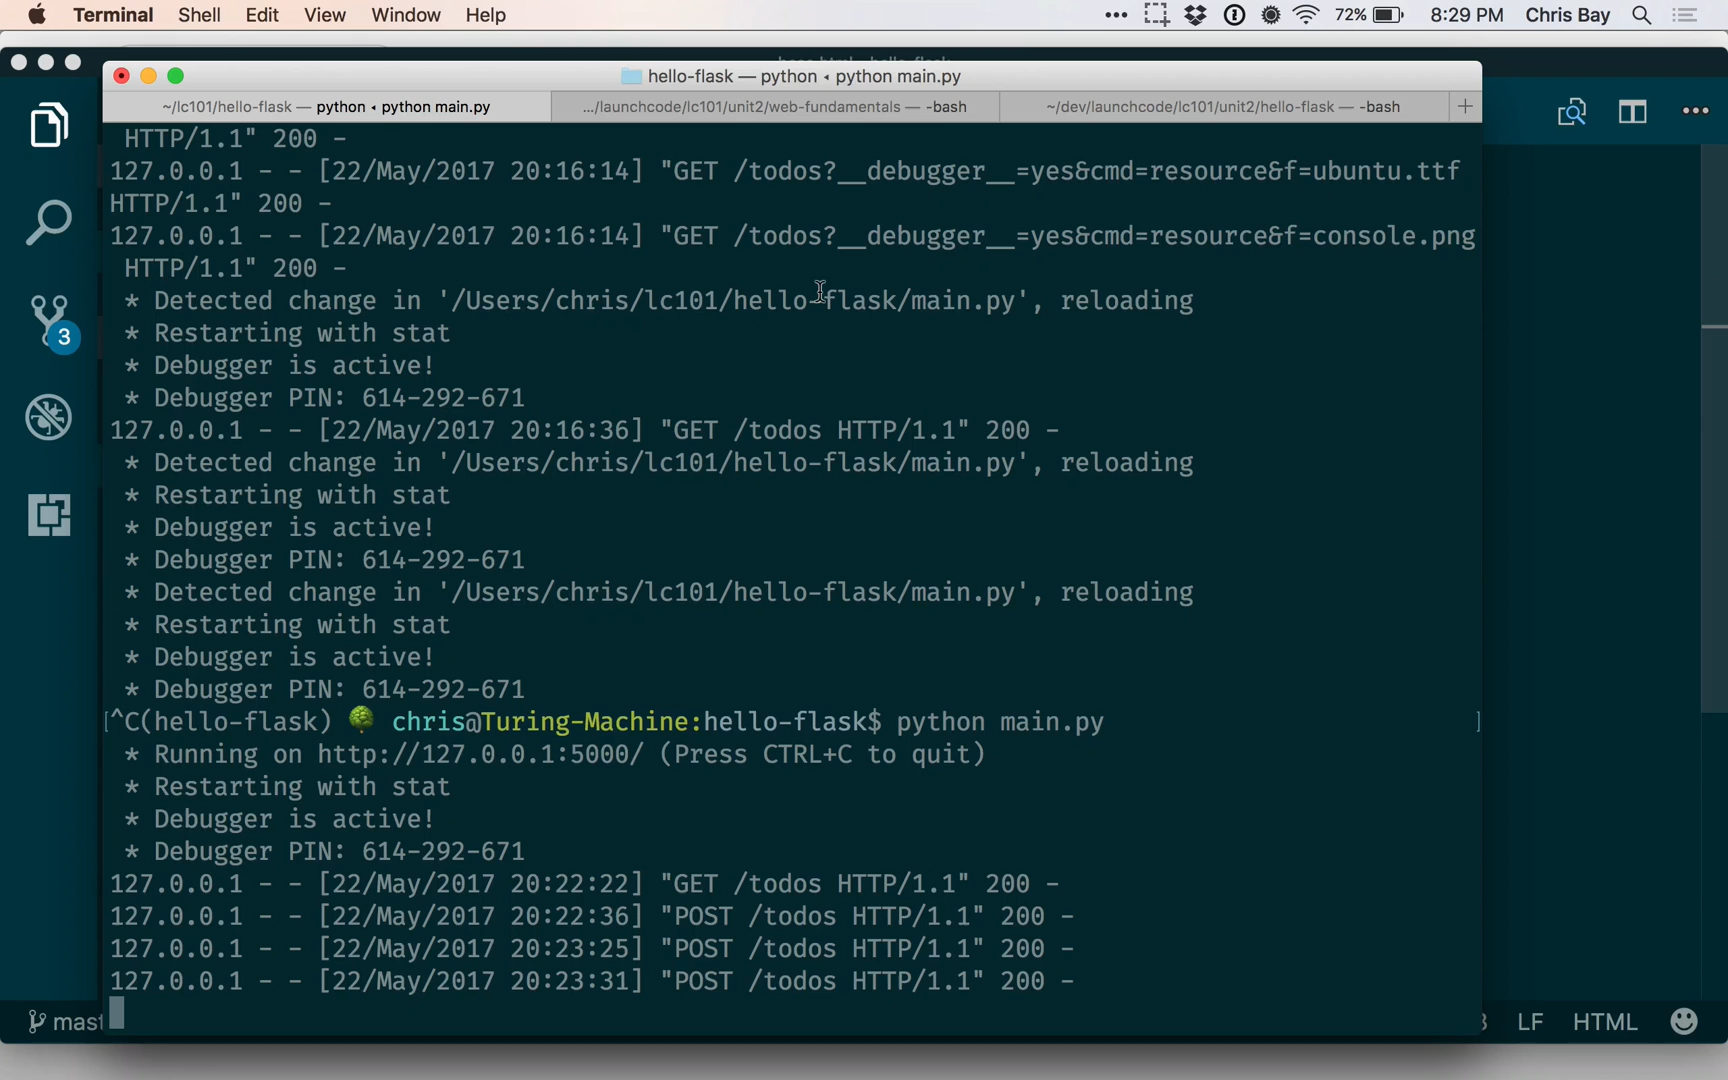 Terminal Shell Edit View Window Help 72% 8:29 PM Chris Bay
hello-flask — python ◂ python main.py
~/lc101/hello-flask — python ◂ python main.py .../launchcode/lc101/unit2/web-fundamentals — -bash ~/dev/launchcode/lc101/unit2/hello-flask — -bash +
HTTP/1.1" 200 -
127.0.0.1 - - [22/May/2017 20:16:14] "GET /todos?__debugger__=yes&cmd=resource&f=ubuntu.ttf
HTTP/1.1" 200 -
127.0.0.1 - - [22/May/2017 20:16:14] "GET /todos?__debugger__=yes&cmd=resource&f=console.png
HTTP/1.1" 200 -
* Detected change in '/Users/chris/lc101/hello-flask/main.py', reloading
* Restarting with stat
* Debugger is active!
* Debugger PIN: 614-292-671
127.0.0.1 - - [22/May/2017 20:16:36] "GET /todos HTTP/1.1" 200 -
* Detected change in '/Users/chris/lc101/hello-flask/main.py', reloading
* Restarting with stat
* Debugger is active!
* Debugger PIN: 614-292-671
* Detected change in '/Users/chris/lc101/hello-flask/main.py', reloading
* Restarting with stat
* Debugger is active!
* Debugger PIN: 614-292-671
[^C(hello-flask) 🌳 chris@Turing-Machine:hello-flask$ python main.py ]
* Running on http://127.0.0.1:5000/ (Press CTRL+C to quit)
* Restarting with stat
* Debugger is active!
* Debugger PIN: 614-292-671
127.0.0.1 - - [22/May/2017 20:22:22] "GET /todos HTTP/1.1" 200 -
127.0.0.1 - - [22/May/2017 20:22:36] "POST /todos HTTP/1.1" 200 -
127.0.0.1 - - [22/May/2017 20:23:25] "POST /todos HTTP/1.1" 200 -
127.0.0.1 - - [22/May/2017 20:23:31] "POST /todos HTTP/1.1" 200 -
3
mast LF HTML